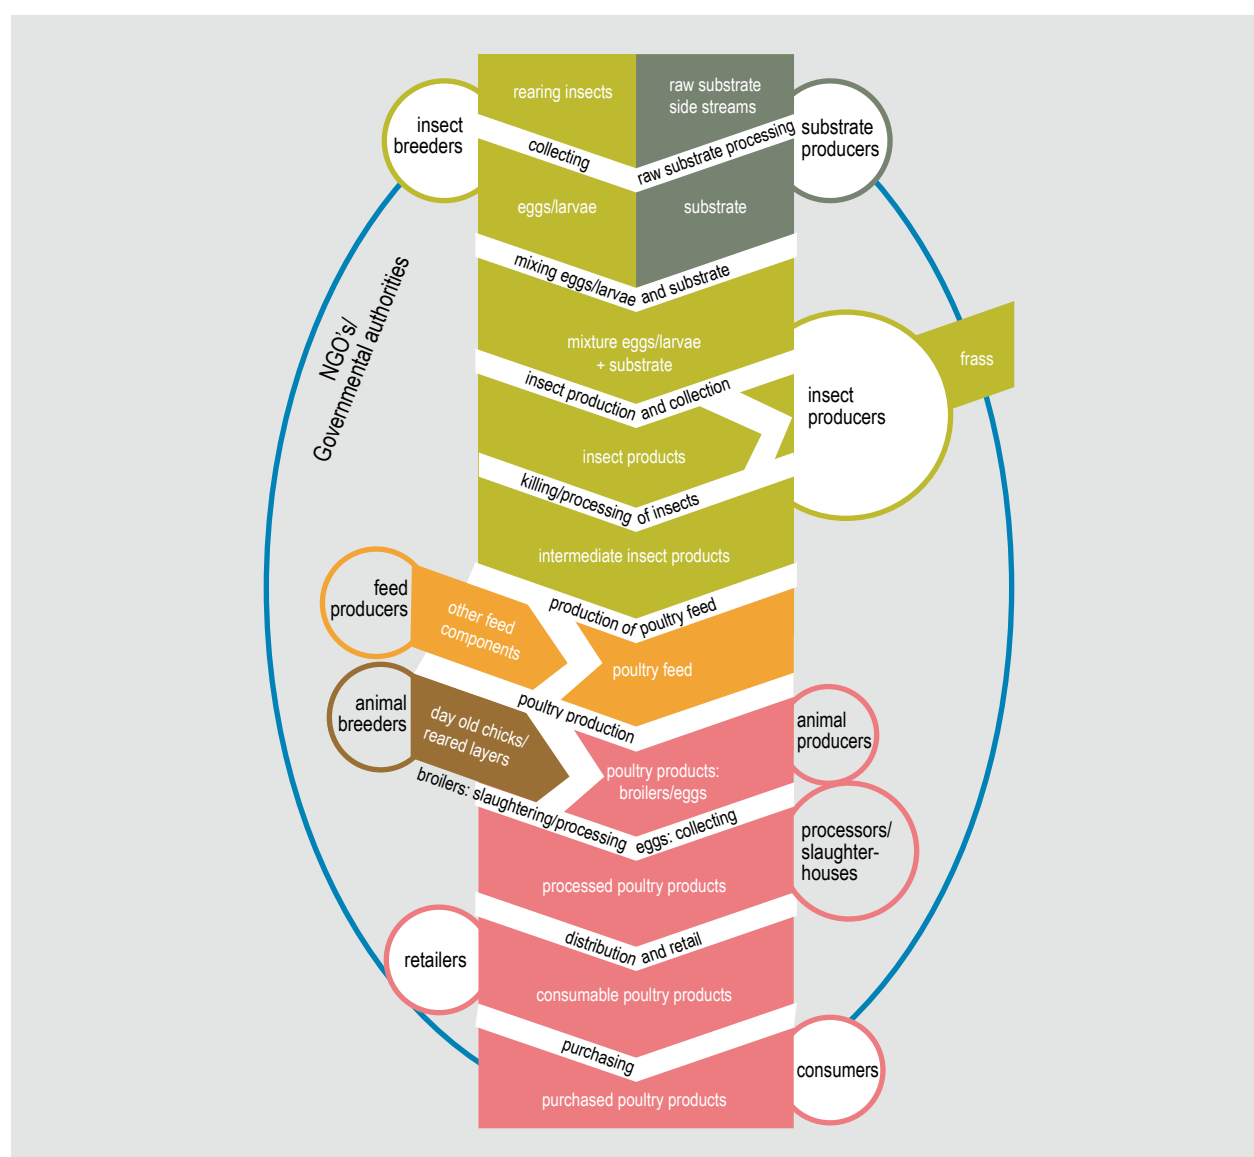 rearing insects
raw substrate
side streams
insect
breeders
substrate
producers
collecting
raw substrate processing
eggs/larvae
substrate
mixing eggs/larvae and substrate
NGO's/
Governmental authorities
mixture eggs/larvae
+ substrate
frass
insect production and collection
insect
producers
insect products
killing/processing of insects
intermediate insect products
feed
producers
other feed
components
production of poultry feed
poultry feed
animal
breeders
day old chicks/
reared layers
poultry production
animal
producers
poultry products:
broilers/eggs
broilers: slaughtering/processing
eggs: collecting
processors/
slaughter-
houses
processed poultry products
distribution and retail
retailers
consumable poultry products
purchasing
consumers
purchased poultry products